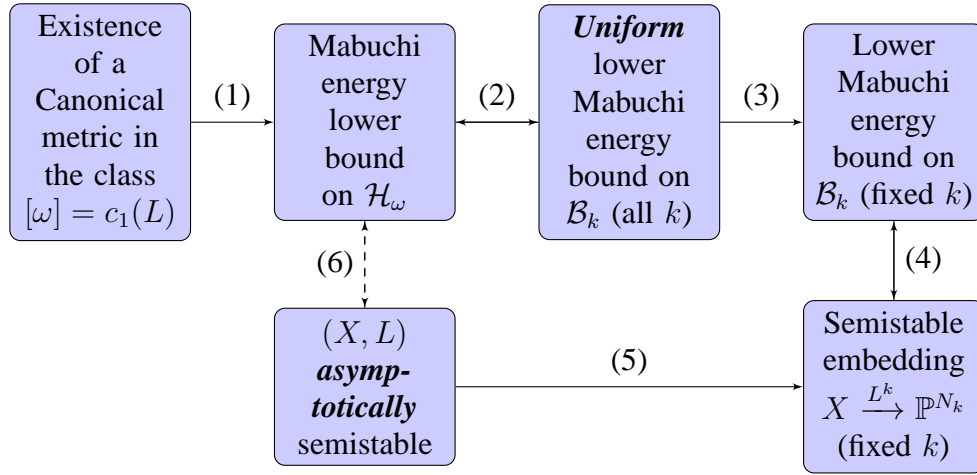 Existence
of a
Canonical
metric in
the class
[ω] = c₁(L)
(1)
Mabuchi
energy
lower
bound
on ℋ_ω
(2)
Uniform
lower
Mabuchi
energy
bound on
ℬ_k (all k)
(3)
Lower
Mabuchi
energy
bound on
ℬ_k (fixed k)
(6)
(4)
(X, L)
asymp-
totically
semistable
(5)
Semistable
embedding
X \xrightarrow{L^k} ℙ^{N_k}
(fixed k)